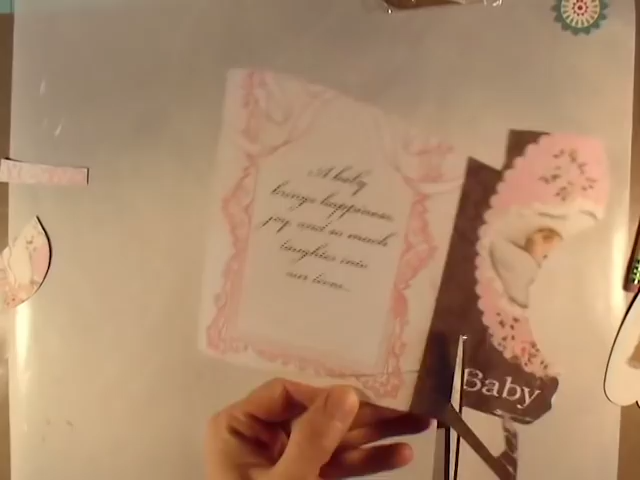 A baby
brings happiness,
joy and so much
laughter into
our lives...
Baby